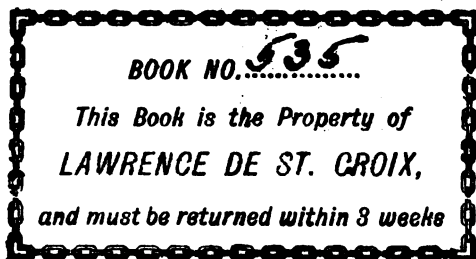 BOOK NO. 535
This Book is the Property of
LAWRENCE DE ST. CROIX,
and must be returned within 3 weeks